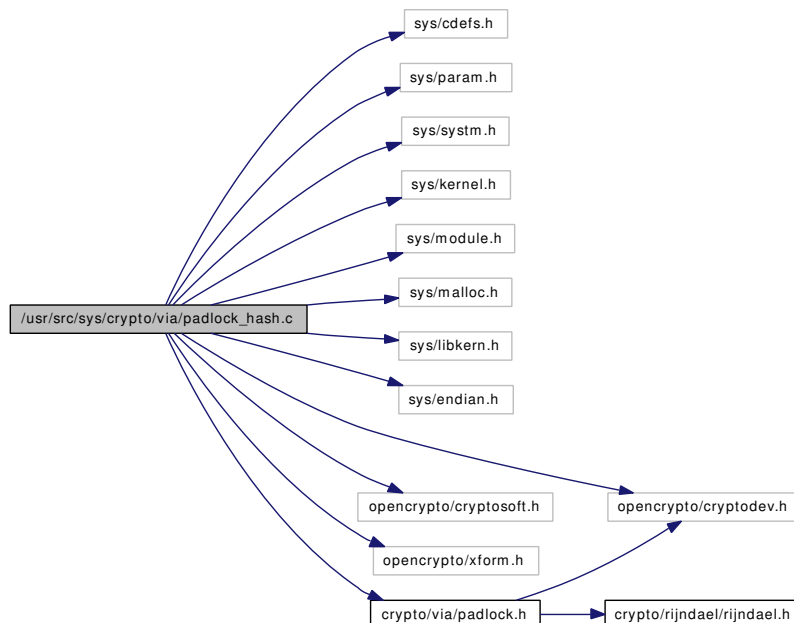 sys/cdefs.h
sys/param.h
sys/systm.h
sys/kernel.h
sys/module.h
/usr/src/sys/crypto/via/padlock_hash.c
sys/malloc.h
sys/libkern.h
sys/endian.h
opencrypto/cryptosoft.h
opencrypto/cryptodev.h
opencrypto/xform.h
crypto/via/padlock.h
crypto/rijndael/rijndael.h